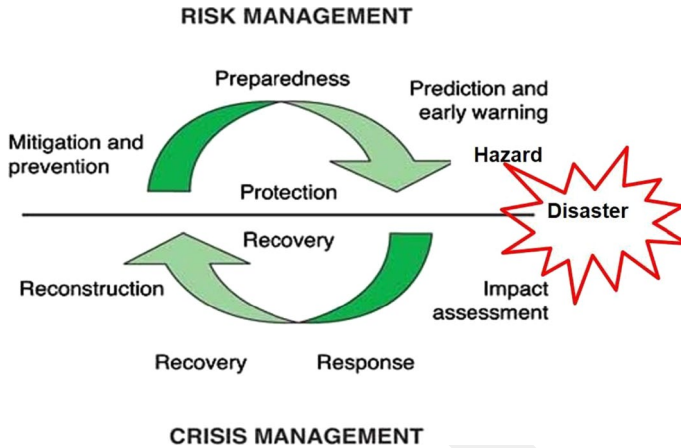 RISK MANAGEMENT
Preparedness
Prediction and
early warning
Mitigation and
prevention
Hazard
Protection
Disaster
Recovery
Reconstruction
Impact
assessment
Recovery
Response
CRISIS MANAGEMENT